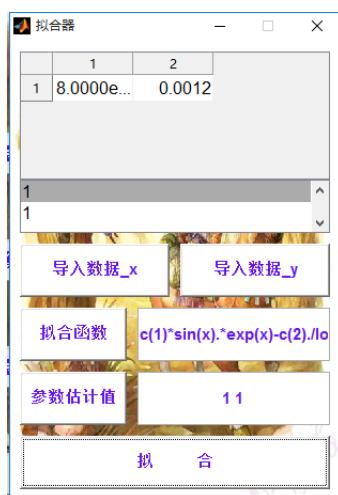 拟合器
1 2
1 8.0000e... 0.0012
1
1
导入数据_x 导入数据_y
拟合函数 c(1)*sin(x).*exp(x)-c(2)./lo
参数估计值 1 1
拟 合